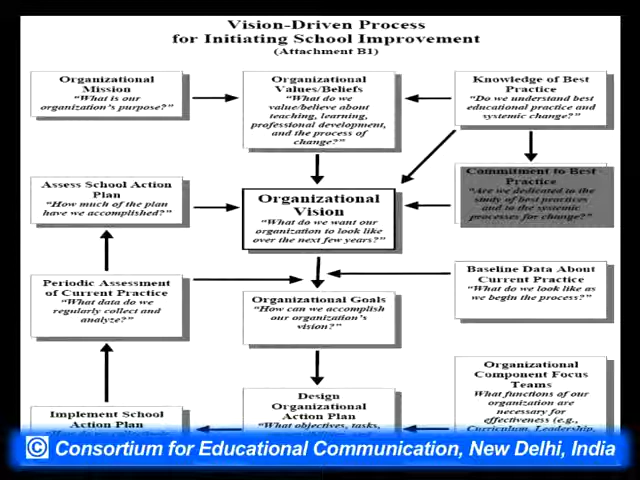 Vision-Driven Process
for Initiating School Improvement
(Attachment B1)
Organizational
Mission
"What is our
organization's purpose?"
Organizational
Values/Beliefs
"What do we
value/believe about
teaching, learning,
professional development,
and the process of
change?"
Knowledge of Best
Practice
"Do we understand best
educational practice and
systemic change?"
Assess School Action
Plan
"How much of the plan
have we accomplished?"
Organizational
Vision
"What do we want our
organization to look like
over the next few years?"
Commitment to Best
Practice
"Are we dedicated to the
study of best practices
and to the systemic
processes for change?"
Periodic Assessment
of Current Practice
"What data do we
regularly collect and
analyze?"
Organizational Goals
"How can we accomplish
our organization's
vision?"
Baseline Data About
Current Practice
"What do we look like as
we begin the process?"
Implement School
Action Plan
Design
Organizational
Action Plan
"What objectives, tasks,
Organizational
Component Focus
Teams
What functions of our
organization are
necessary for
effectiveness (e.g.,
Curriculum, Leadership,
© Consortium for Educational Communication, New Delhi, India